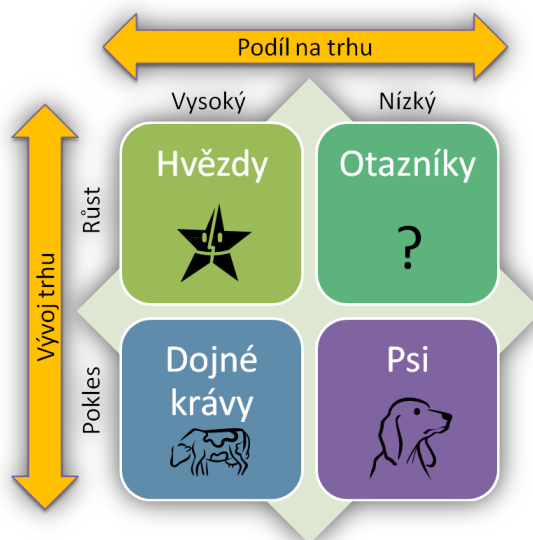 Podíl na trhu
Vysoký
Nízký
Vývoj trhu
Růst
Hvězdy
Otazníky
?
Pokles
Dojné
krávy
Psi